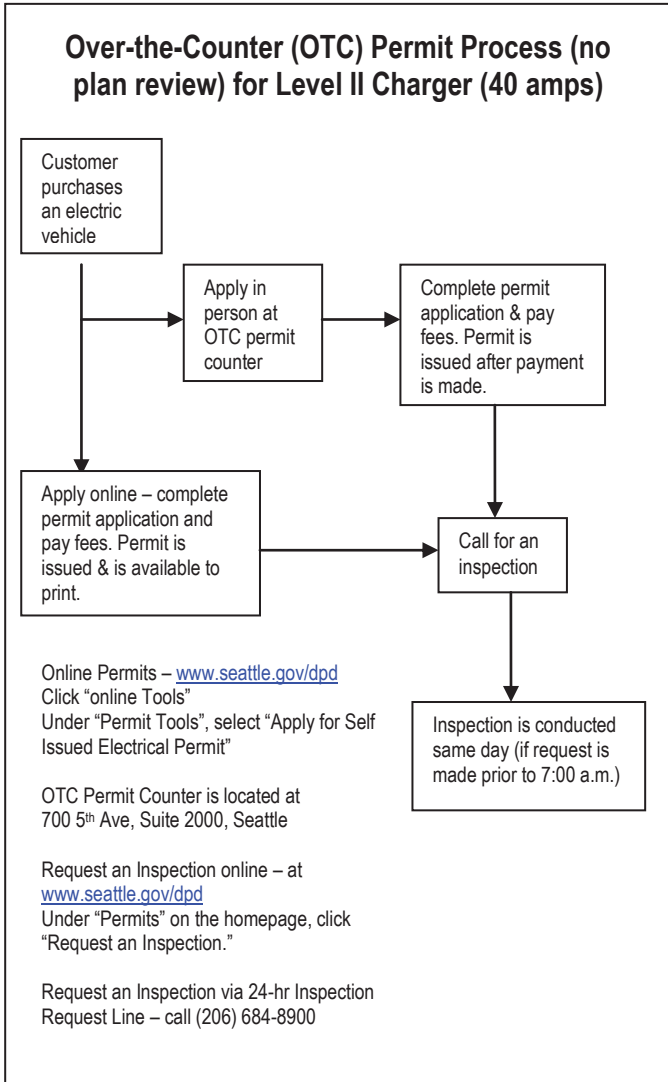 Over-the-Counter (OTC) Permit Process (no
plan review) for Level II Charger (40 amps)
Customer
purchases
an electric
vehicle
Apply in
person at
OTC permit
counter
Complete permit
application & pay
fees. Permit is
issued after payment
is made.
Apply online – complete
permit application and
pay fees. Permit is
issued & is available to
print.
Call for an
inspection
Inspection is conducted
same day (if request is
made prior to 7:00 a.m.)
Online Permits – www.seattle.gov/dpd
Click “online Tools”
Under “Permit Tools”, select “Apply for Self
Issued Electrical Permit”
OTC Permit Counter is located at
700 5th Ave, Suite 2000, Seattle
Request an Inspection online – at
www.seattle.gov/dpd
Under “Permits” on the homepage, click
“Request an Inspection.”
Request an Inspection via 24-hr Inspection
Request Line – call (206) 684-8900